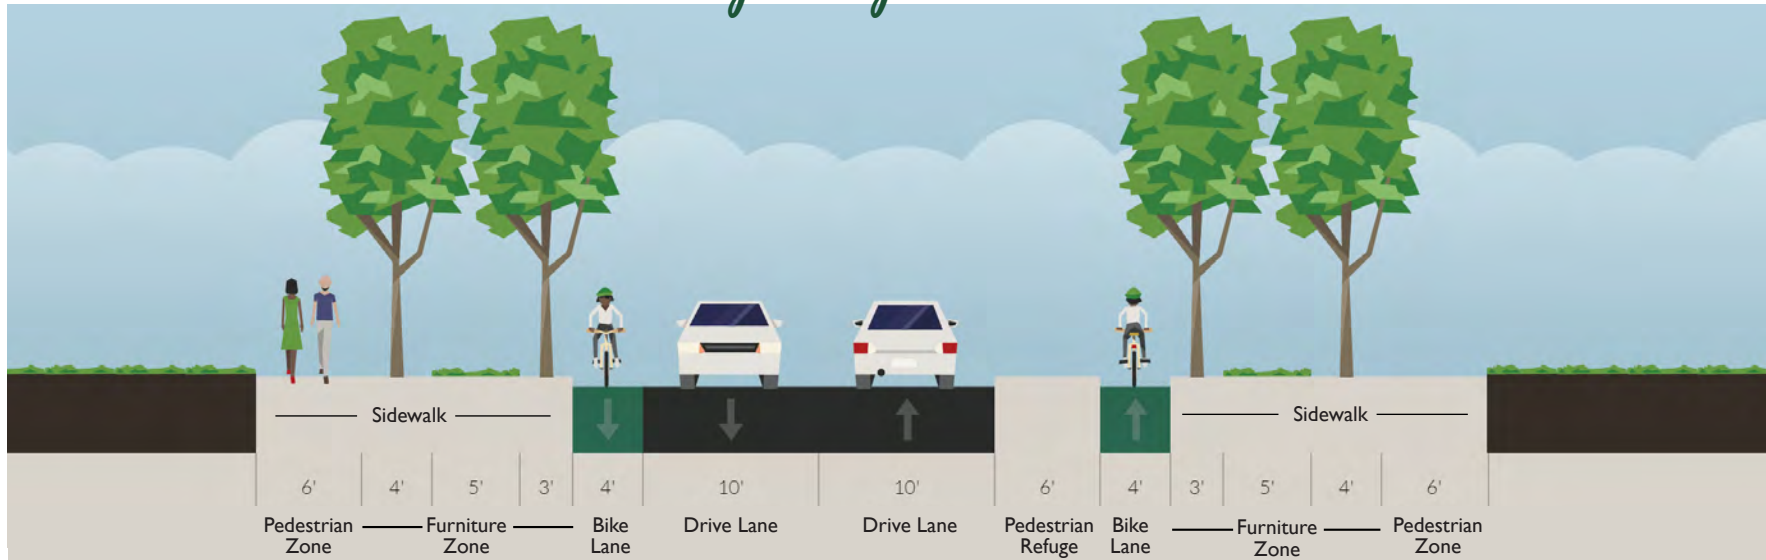 Sidewalk
Sidewalk
6' 4' 5' 3' 4' 10' 10' 6' 4' 3' 5' 4' 6'
Pedestrian Zone
Furniture Zone
Bike Lane
Drive Lane
Drive Lane
Pedestrian Refuge
Bike Lane
Furniture Zone
Pedestrian Zone